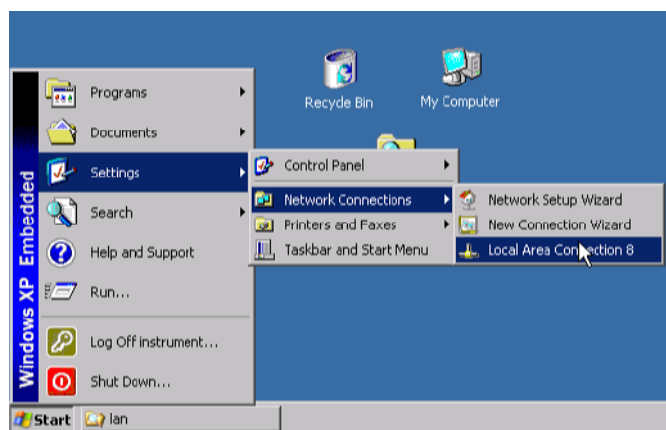 Recycle Bin
My Computer
Windows XP Embedded
Programs
Documents
Settings
Search
Help and Support
Run...
Log Off instrument...
Shut Down...
Control Panel
Network Connections
Printers and Faxes
Taskbar and Start Menu
Network Setup Wizard
New Connection Wizard
Local Area Connection 8
Start
lan